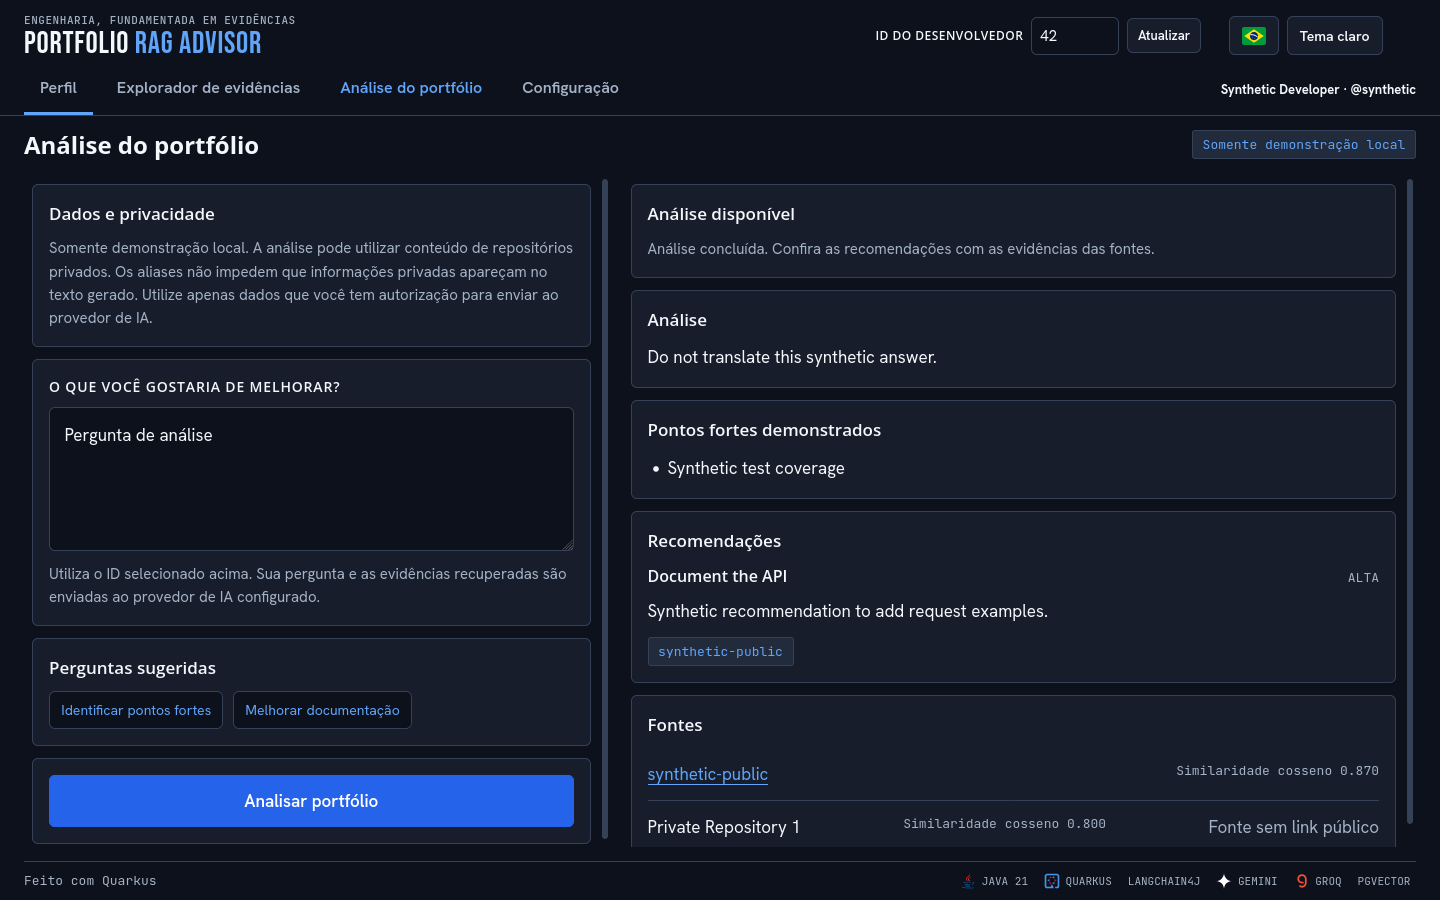 ENGENHARIA, FUNDAMENTADA EM EVIDÊNCIAS
PORTFOLIO RAG ADVISOR
ID DO DESENVOLVEDOR
42
Atualizar
Tema claro
Perfil
Explorador de evidências
Análise do portfólio
Configuração
Synthetic Developer · @synthetic
Análise do portfólio
Somente demonstração local
Dados e privacidade
Somente demonstração local. A análise pode utilizar conteúdo de repositórios
privados. Os aliases não impedem que informações privadas apareçam no
texto gerado. Utilize apenas dados que você tem autorização para enviar ao
provedor de IA.
O QUE VOCÊ GOSTARIA DE MELHORAR?
Pergunta de análise
Utiliza o ID selecionado acima. Sua pergunta e as evidências recuperadas são
enviadas ao provedor de IA configurado.
Perguntas sugeridas
Identificar pontos fortes
Melhorar documentação
Analisar portfólio
Análise disponível
Análise concluída. Confira as recomendações com as evidências das fontes.
Análise
Do not translate this synthetic answer.
Pontos fortes demonstrados
• Synthetic test coverage
Recomendações
Document the API
ALTA
Synthetic recommendation to add request examples.
synthetic-public
Fontes
synthetic-public
Similaridade cosseno 0.870
Private Repository 1
Similaridade cosseno 0.800
Fonte sem link público
Feito com Quarkus
JAVA 21
QUARKUS
LANGCHAIN4J
GEMINI
GROQ
PGVECTOR